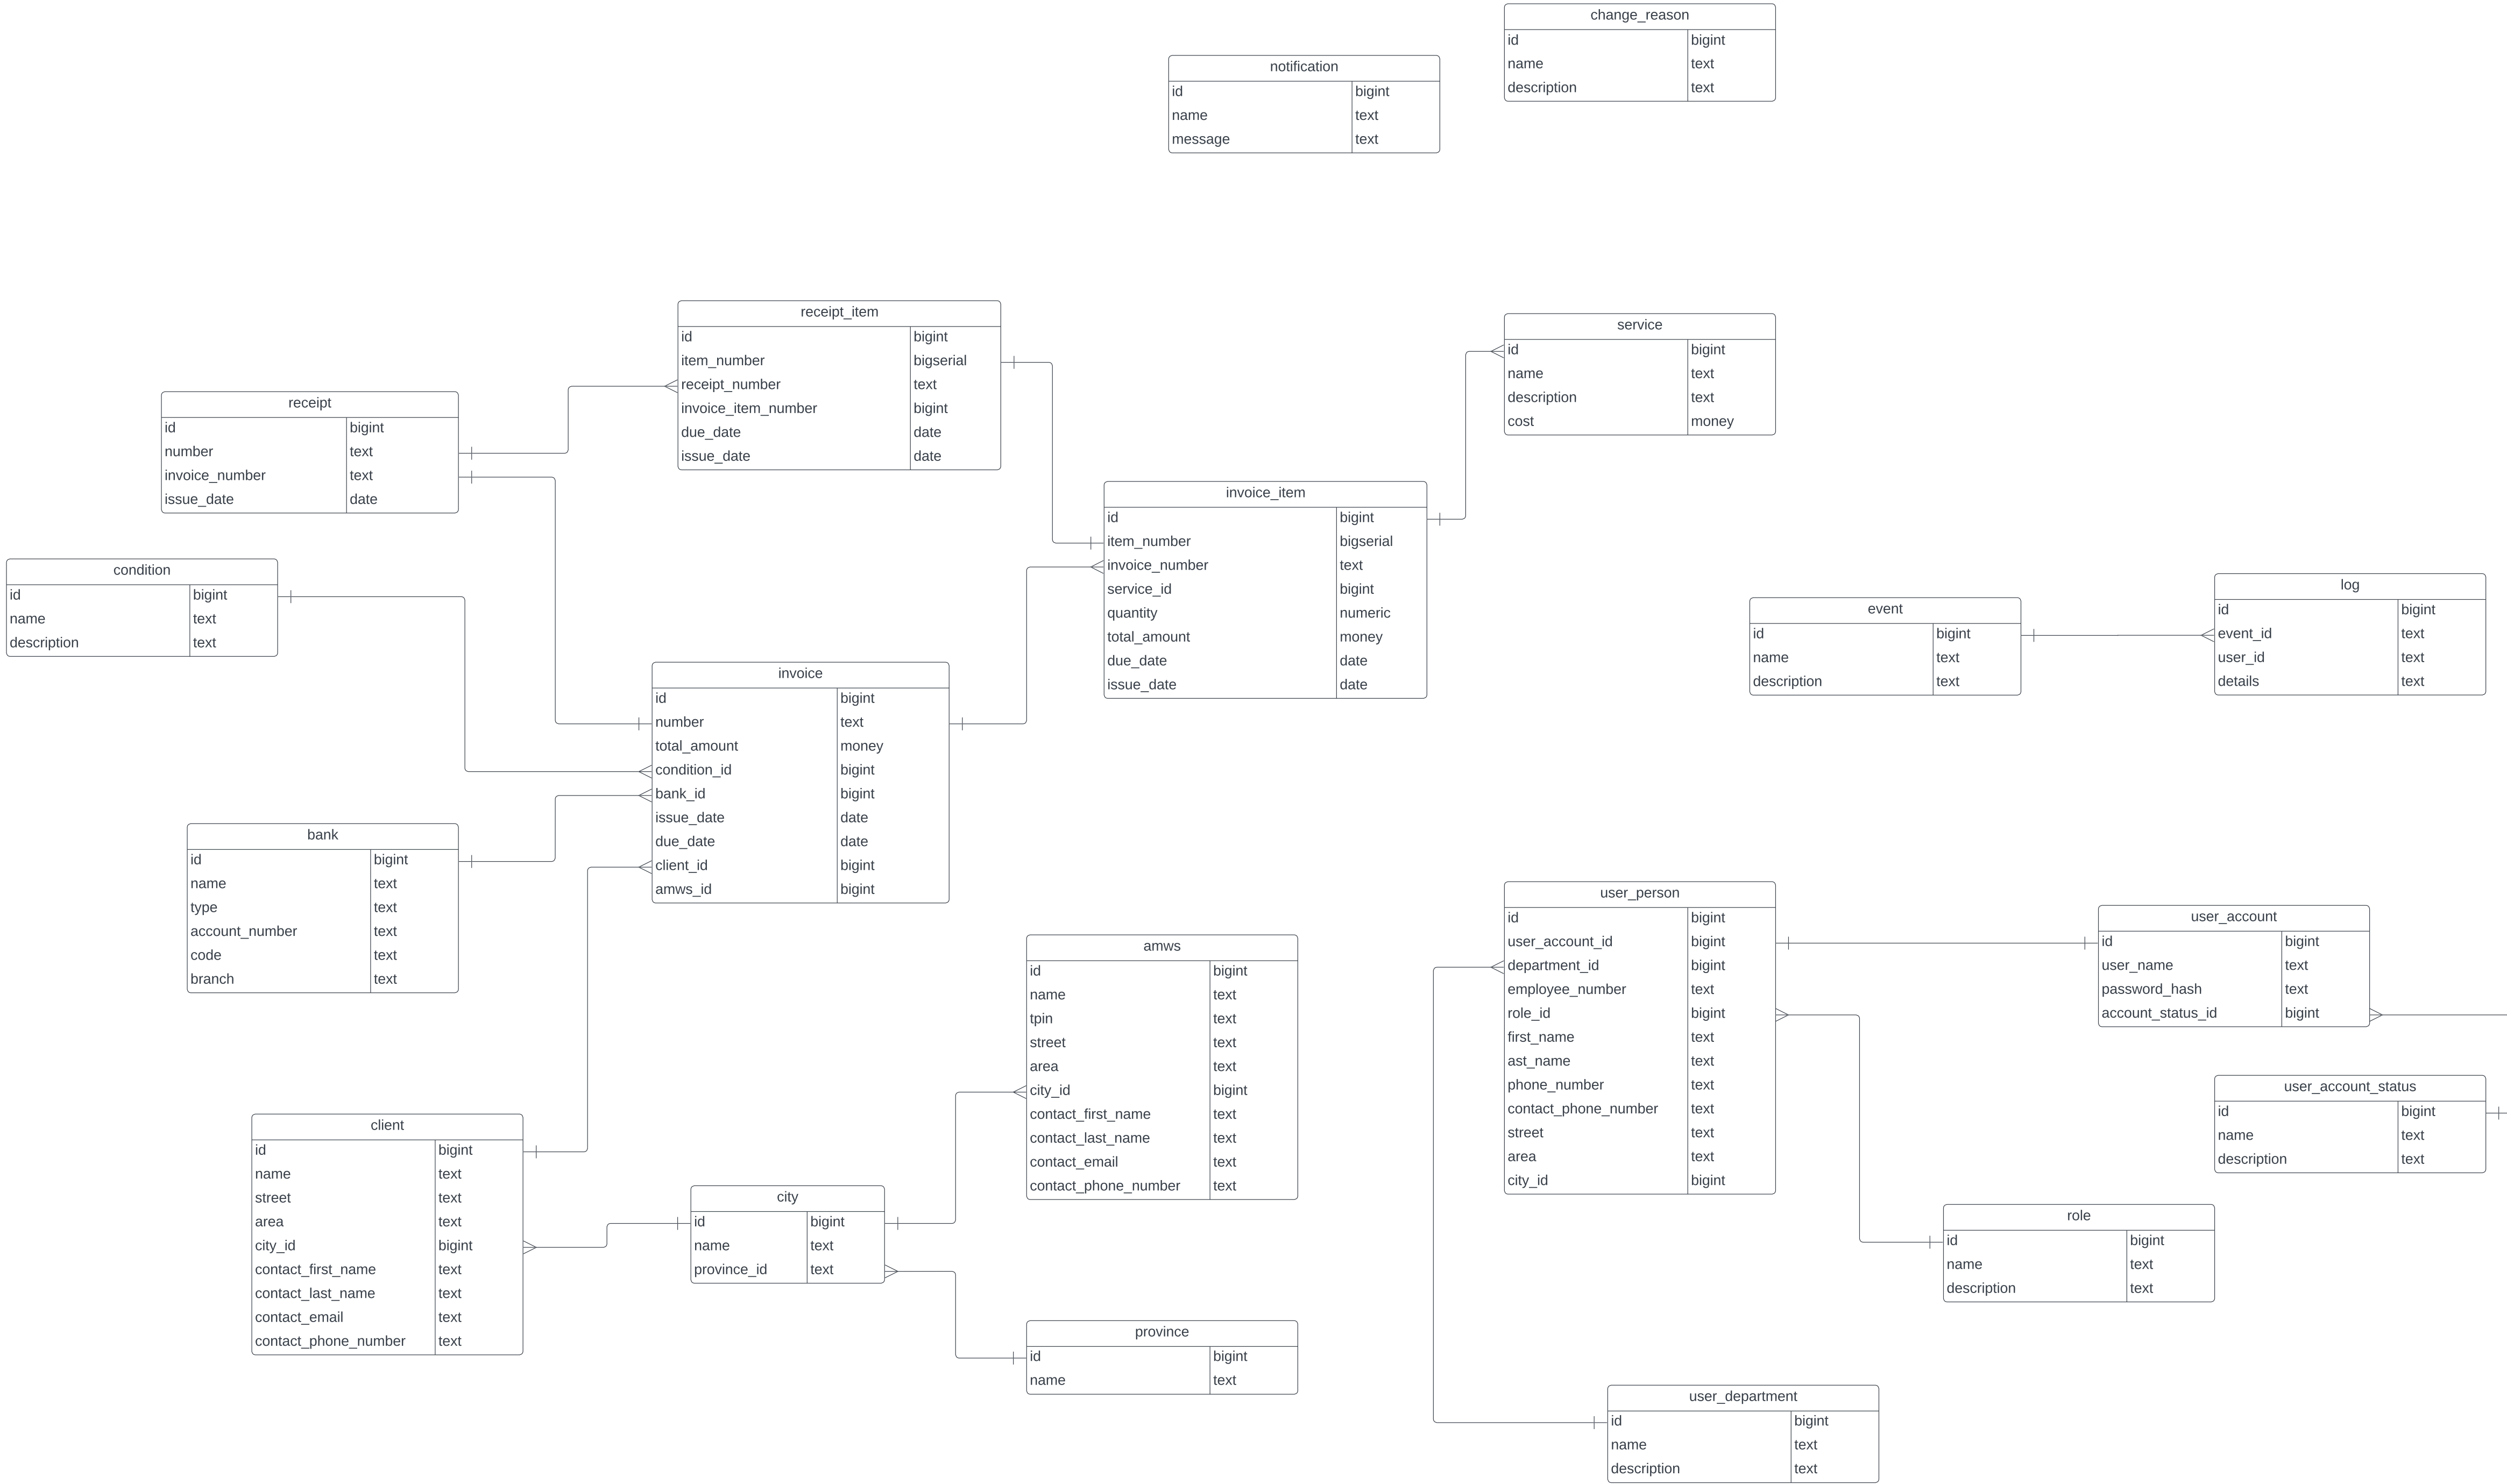 change_reason
id bigint
name text
description text
notification
id bigint
name text
message text
receipt_item
id bigint
item_number bigserial
receipt_number text
invoice_item_number bigint
due_date date
issue_date date
service
id bigint
name text
description text
cost money
receipt
id bigint
number text
invoice_number text
issue_date date
invoice_item
id bigint
item_number bigserial
invoice_number text
service_id bigint
quantity numeric
total_amount money
due_date date
issue_date date
condition
id bigint
name text
description text
event
id bigint
name text
description text
log
id bigint
event_id text
user_id text
details text
invoice
id bigint
number text
total_amount money
condition_id bigint
bank_id bigint
issue_date date
due_date date
client_id bigint
amws_id bigint
bank
id bigint
name text
type text
account_number text
code text
branch text
user_person
id bigint
user_account_id bigint
department_id bigint
employee_number text
role_id bigint
first_name text
ast_name text
phone_number text
contact_phone_number text
street text
area text
city_id bigint
user_account
id bigint
user_name text
password_hash text
account_status_id bigint
amws
id bigint
name text
tpin text
street text
area text
city_id bigint
contact_first_name text
contact_last_name text
contact_email text
contact_phone_number text
user_account_status
id bigint
name text
description text
client
id bigint
name text
street text
area text
city_id bigint
contact_first_name text
contact_last_name text
contact_email text
contact_phone_number text
city
id bigint
name text
province_id text
role
id bigint
name text
description text
province
id bigint
name text
user_department
id bigint
name text
description text